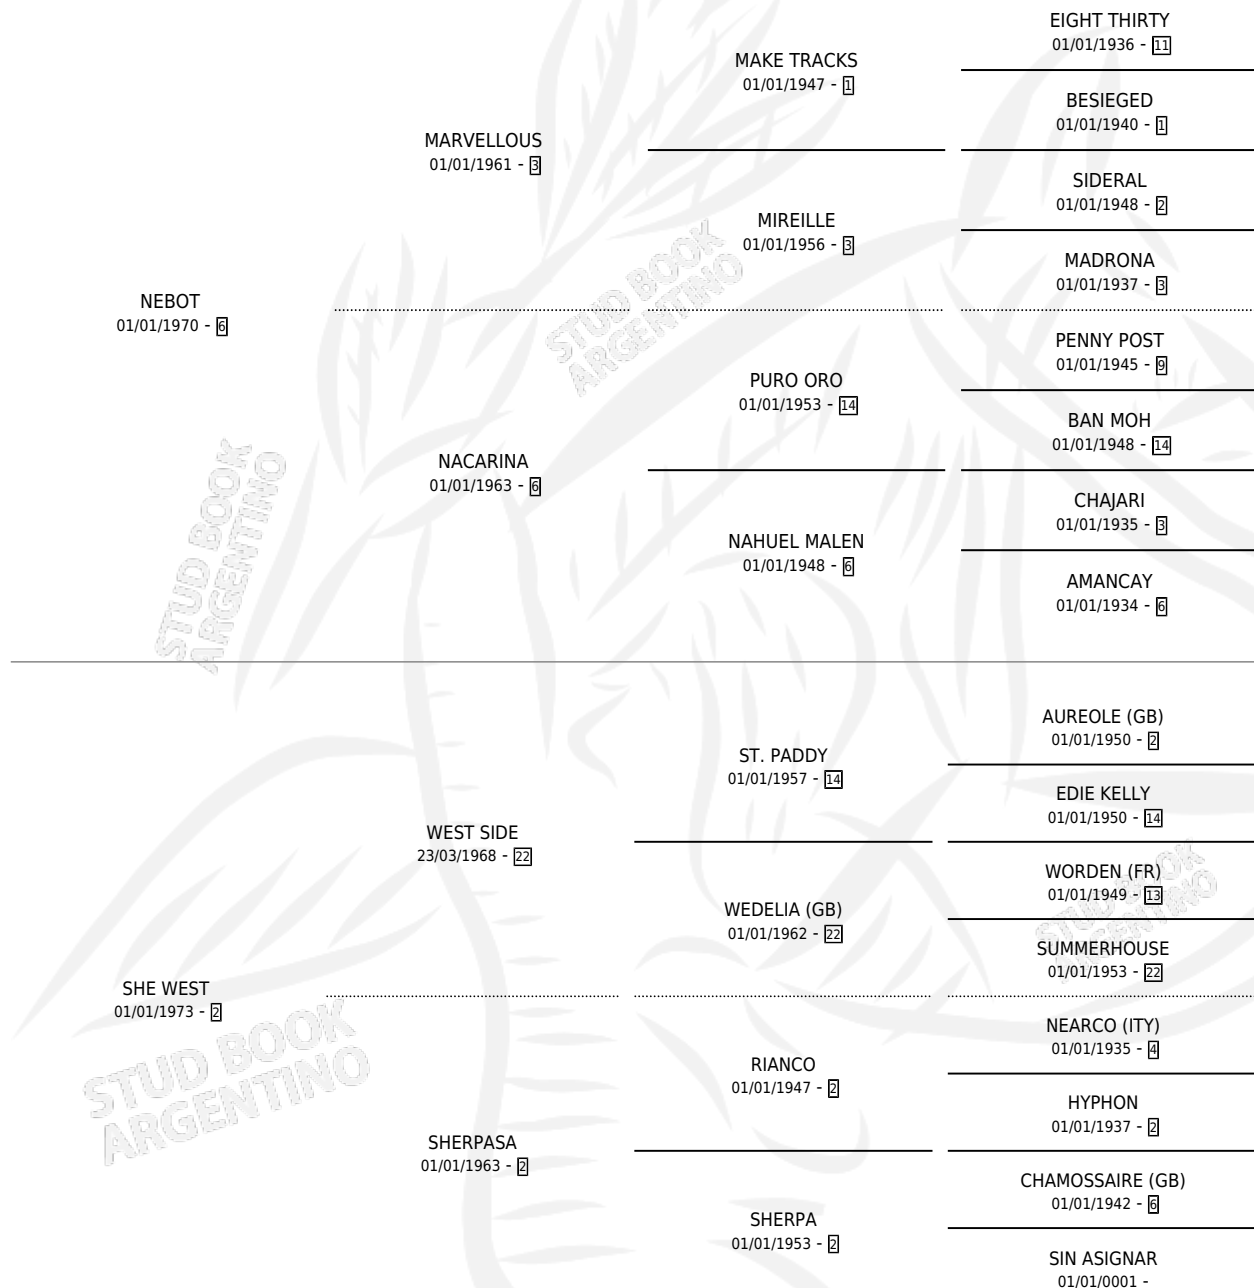 EIGHT THIRTY
01/01/1936 - 11
MAKE TRACKS
01/01/1947 - 1
BESIEGED
01/01/1940 - 1
MARVELLOUS
01/01/1961 - 3
SIDERAL
01/01/1948 - 2
MIREILLE
01/01/1956 - 3
MADRONA
01/01/1937 - 3
NEBOT
01/01/1970 - 6
PENNY POST
01/01/1945 - 9
PURO ORO
01/01/1953 - 14
BAN MOH
01/01/1948 - 14
NACARINA
01/01/1963 - 6
CHAJARI
01/01/1935 - 3
NAHUEL MALEN
01/01/1948 - 6
AMANCAY
01/01/1934 - 6
STUD BOOK
ARGENTINO
STUD BOOK
ARGENTINO
AUREOLE (GB)
01/01/1950 - 2
ST. PADDY
01/01/1957 - 14
EDIE KELLY
01/01/1950 - 14
WEST SIDE
23/03/1968 - 22
WORDEN (FR)
01/01/1949 - 13
WEDELIA (GB)
01/01/1962 - 22
SUMMERHOUSE
01/01/1953 - 22
STUD BOOK
ARGENTINO
SHE WEST
01/01/1973 - 2
NEARCO (ITY)
01/01/1935 - 4
RIANCO
01/01/1947 - 2
HYPHON
01/01/1937 - 2
SHERPASA
01/01/1963 - 2
CHAMOSSAIRE (GB)
01/01/1942 - 6
SHERPA
01/01/1953 - 2
SIN ASIGNAR
01/01/0001 -
STUD BOOK
ARGENTINO